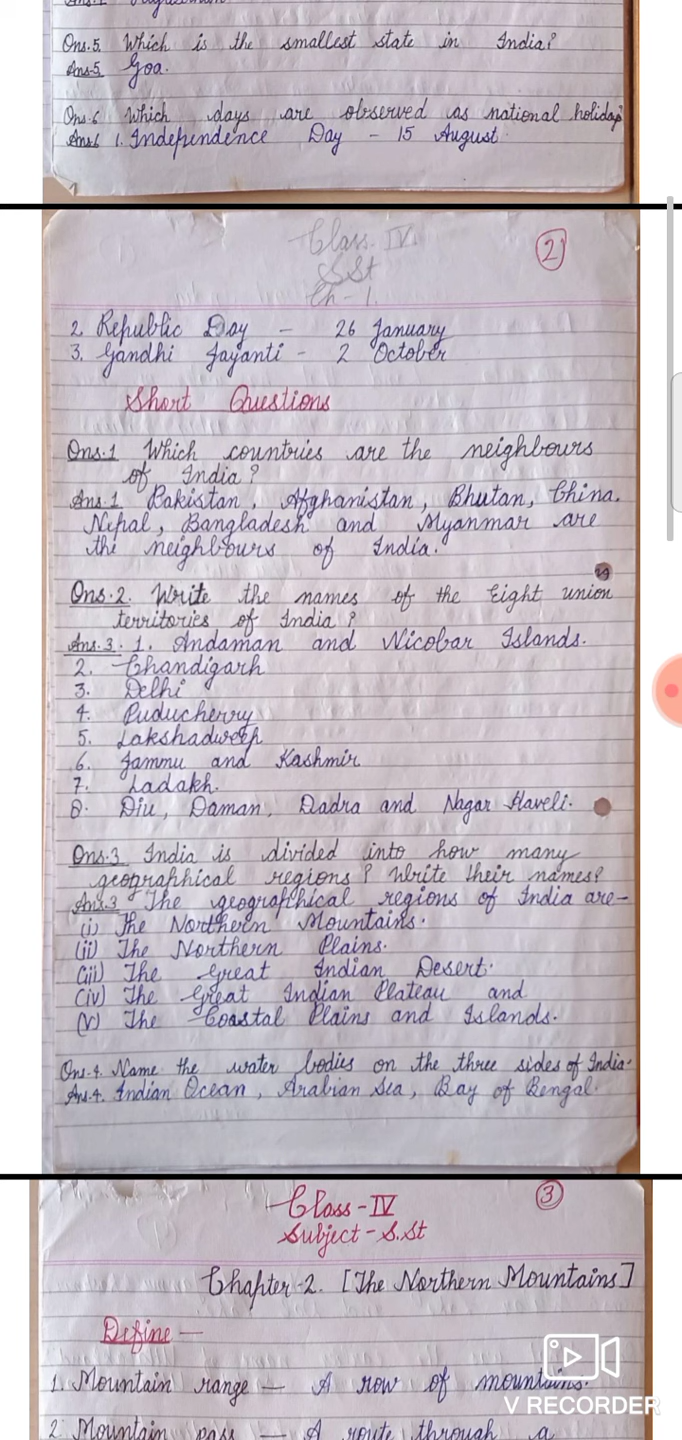 Qns.5 Which is the smallest state in India?
Ans-5 Goa.
Qns.6 Which days are observed as national holiday?
Ans.6 1. Independence Day - 15 August
Class-IV
SSt
Ch-1.
2
2. Republic Day - 26 January
3. Gandhi Jayanti - 2 October
Short Questions
Qns.1 Which countries are the neighbours
of India?
Ans.1 Pakistan, Afghanistan, Bhutan, China.
Nepal, Bangladesh and Myanmar are
the neighbours of India.
Qns.2. Write the names of the Eight union
territories of India?
Ans.3. 1. Andaman and Nicobar Islands.
2. Chandigarh
3. Delhi
4. Puducherry
5. Lakshadweep
6. Jammu and Kashmir
7. Ladakh.
8. Diu, Daman, Dadra and Nagar Haveli.
Qns.3 India is divided into how many
geographical regions? Write their names?
Ans.3 The geographical regions of India are-
(i) The Northern Mountains.
(ii) The Northern Plains.
(iii) The Great Indian Desert.
(iv) The Great Indian Plateau and
(v) The Coastal Plains and Islands.
Qns.4. Name the water bodies on the three sides of India.
Ans.4. Indian Ocean, Arabian Sea, Bay of Bengal.
Class-IV
3
Subject-S.St
Chapter-2. [The Northern Mountains]
Define-
1. Mountain range - A row of mountains.
2 Mountain pass - A route through a
V RECORDER